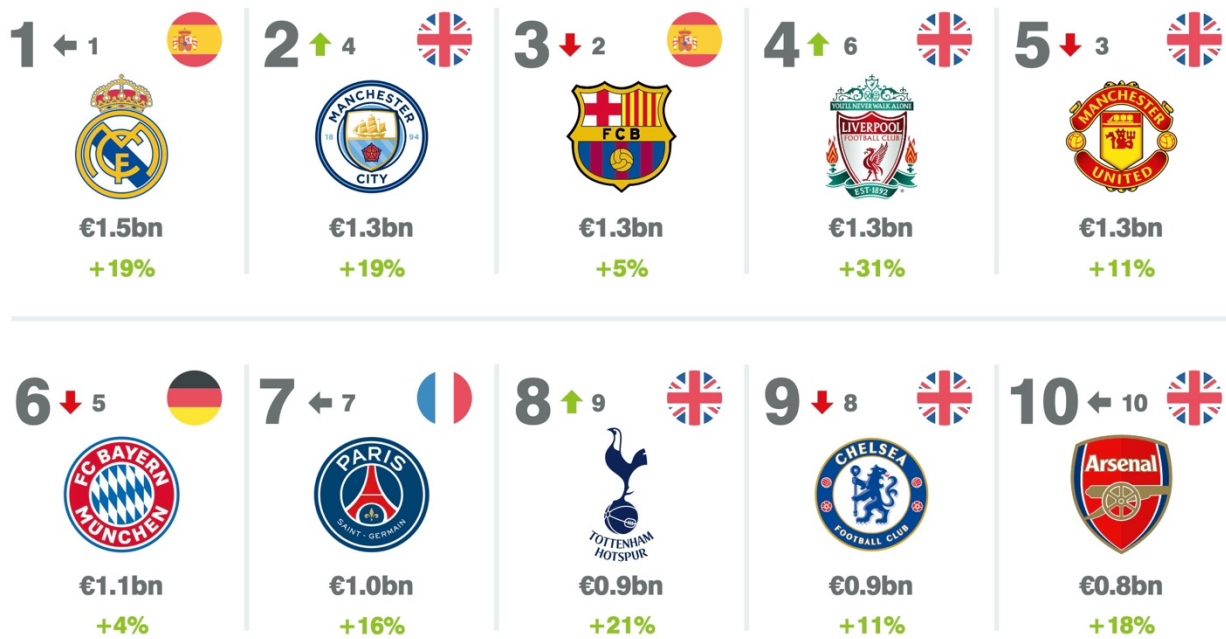 1 1
2 4
3 2
4 6
5 3
MANCHESTER
18 94
CITY
FCB
YOU'LL NEVER WALK ALONE
LIVERPOOL
FOOTBALL CLUB
EST·1892
MANCHESTER
UNITED
€1.5bn
€1.3bn
€1.3bn
€1.3bn
€1.3bn
+19%
+19%
+5%
+31%
+11%
6 5
7 7
8 9
9 8
10 10
FC BAYERN
MÜNCHEN
PARIS
SAINT-GERMAIN
TOTTENHAM
HOTSPUR
CHELSEA
FOOTBALL CLUB
Arsenal
€1.1bn
€1.0bn
€0.9bn
€0.9bn
€0.8bn
+4%
+16%
+21%
+11%
+18%